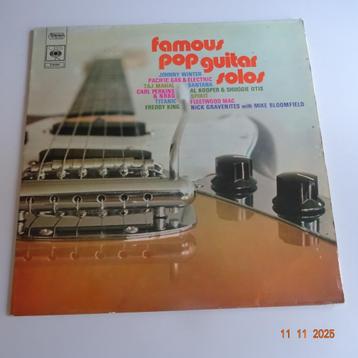 CBS
famous
pop guitar
solos
JOHNNY WINTER
PACIFIC GAS & ELECTRIC
TAJ MAHAL SANTANA
CARL PERKINS AL KOOPER & SHUGGIE OTIS
& NRBQ SPIRIT
TITANIC FLEETWOOD MAC
FREDDY KING NICK GRAVENITES with MIKE BLOOMFIELD
11 11 2025